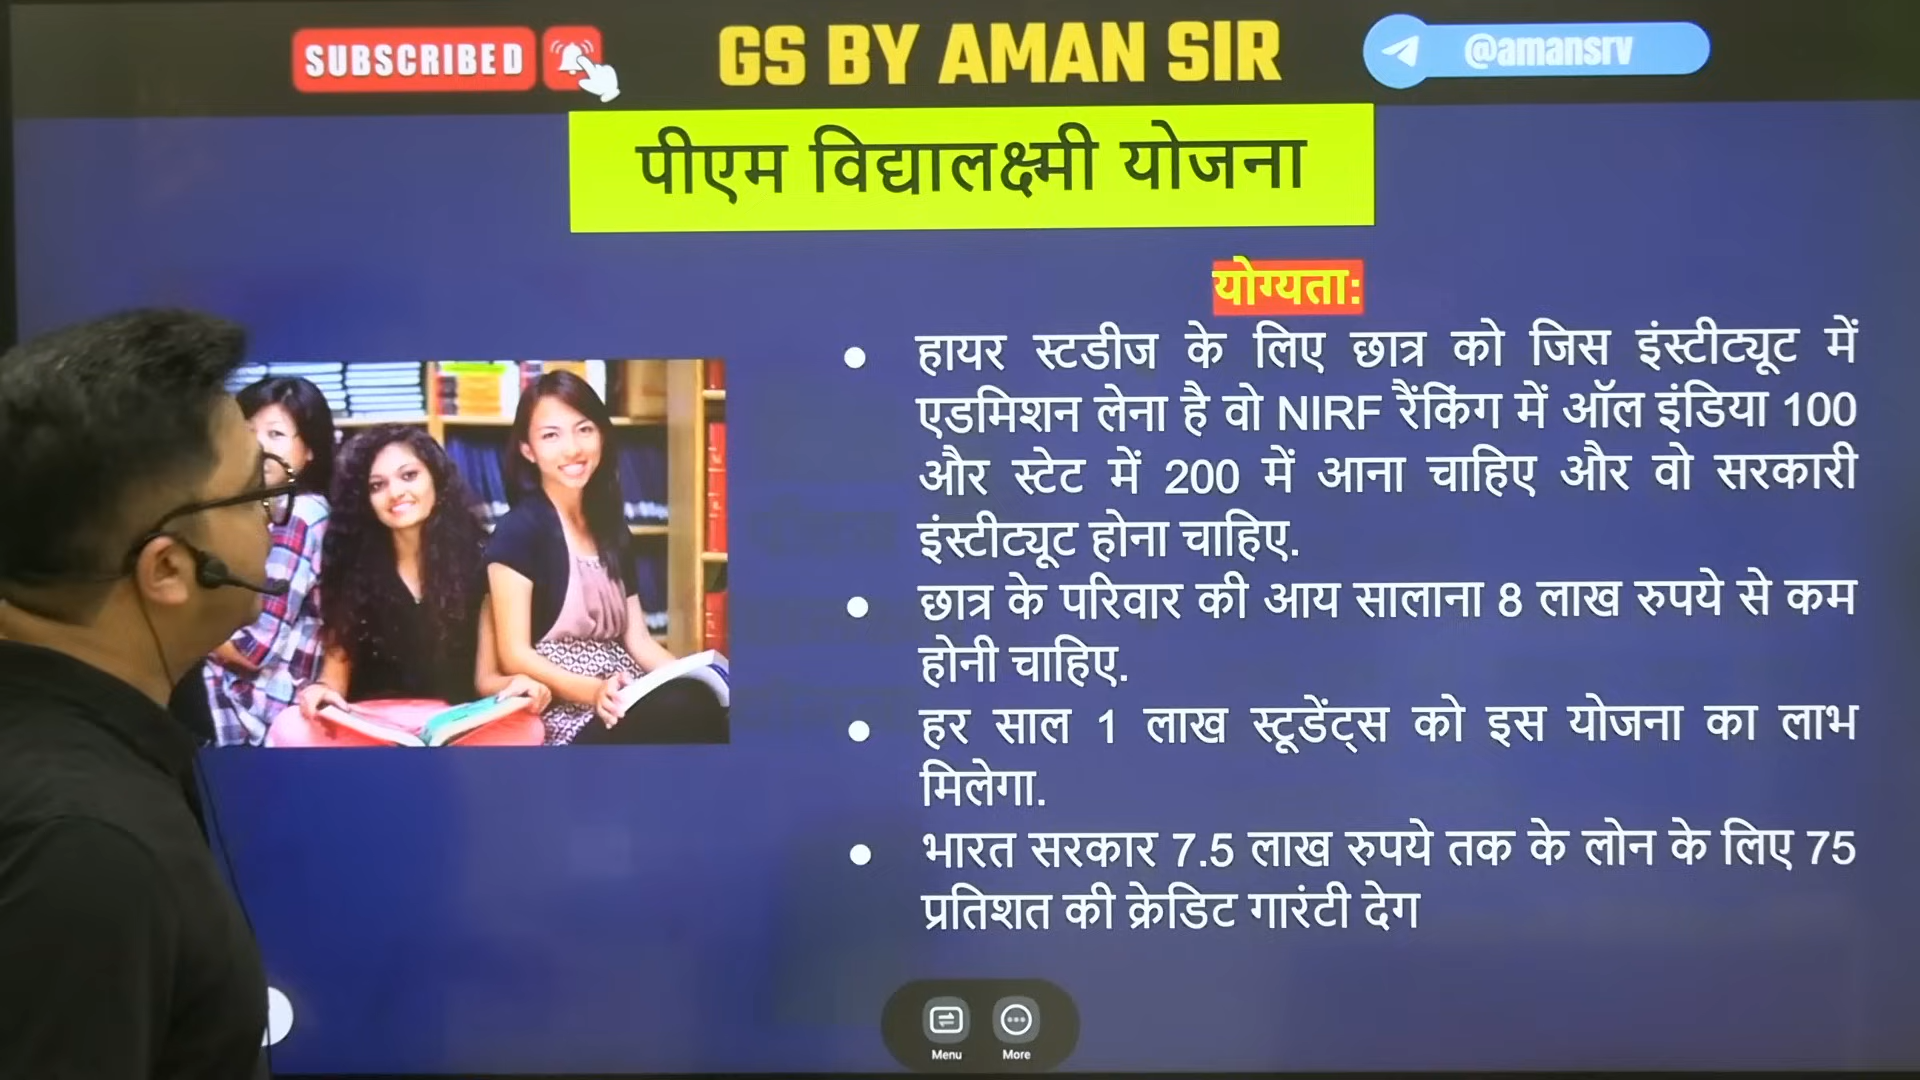 SUBSCRIBED
GS BY AMAN SIR
@amansrv
पीएम विद्यालक्ष्मी योजना
योग्यता:
हायर स्टडीज के लिए छात्र को जिस इंस्टीट्यूट में
एडमिशन लेना है वो NIRF रैंकिंग में ऑल इंडिया 100
और स्टेट में 200 में आना चाहिए और वो सरकारी
इंस्टीट्यूट होना चाहिए.
छात्र के परिवार की आय सालाना 8 लाख रुपये से कम
होनी चाहिए.
हर साल 1 लाख स्टूडेंट्स को इस योजना का लाभ
मिलेगा.
भारत सरकार 7.5 लाख रुपये तक के लोन के लिए 75
प्रतिशत की क्रेडिट गारंटी देग
Menu
More